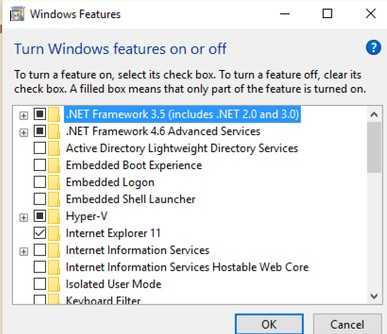 Windows Features
Turn Windows features on or off
To turn a feature on, select its check box. To turn a feature off, clear its
check box. A filled box means that only part of the feature is turned on.
.NET Framework 3.5 (includes .NET 2.0 and 3.0)
.NET Framework 4.6 Advanced Services
Active Directory Lightweight Directory Services
Embedded Boot Experience
Embedded Logon
Embedded Shell Launcher
Hyper-V
Internet Explorer 11
Internet Information Services
Internet Information Services Hostable Web Core
Isolated User Mode
Keyboard Filter
OK
Cancel